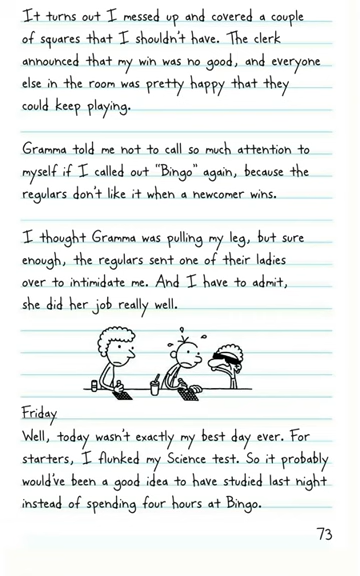 It turns out I messed up and covered a couple
of squares that I shouldn't have. The clerk
announced that my win was no good, and everyone
else in the room was pretty happy that they
could keep playing.
Gramma told me not to call so much attention to
myself if I called out "Bingo" again, because the
regulars don't like it when a newcomer wins.
I thought Gramma was pulling my leg, but sure
enough, the regulars sent one of their ladies
over to intimidate me. And I have to admit,
she did her job really well.
Friday
Well, today wasn't exactly my best day ever. For
starters, I flunked my Science test. So it probably
would've been a good idea to have studied last night
instead of spending four hours at Bingo.
73